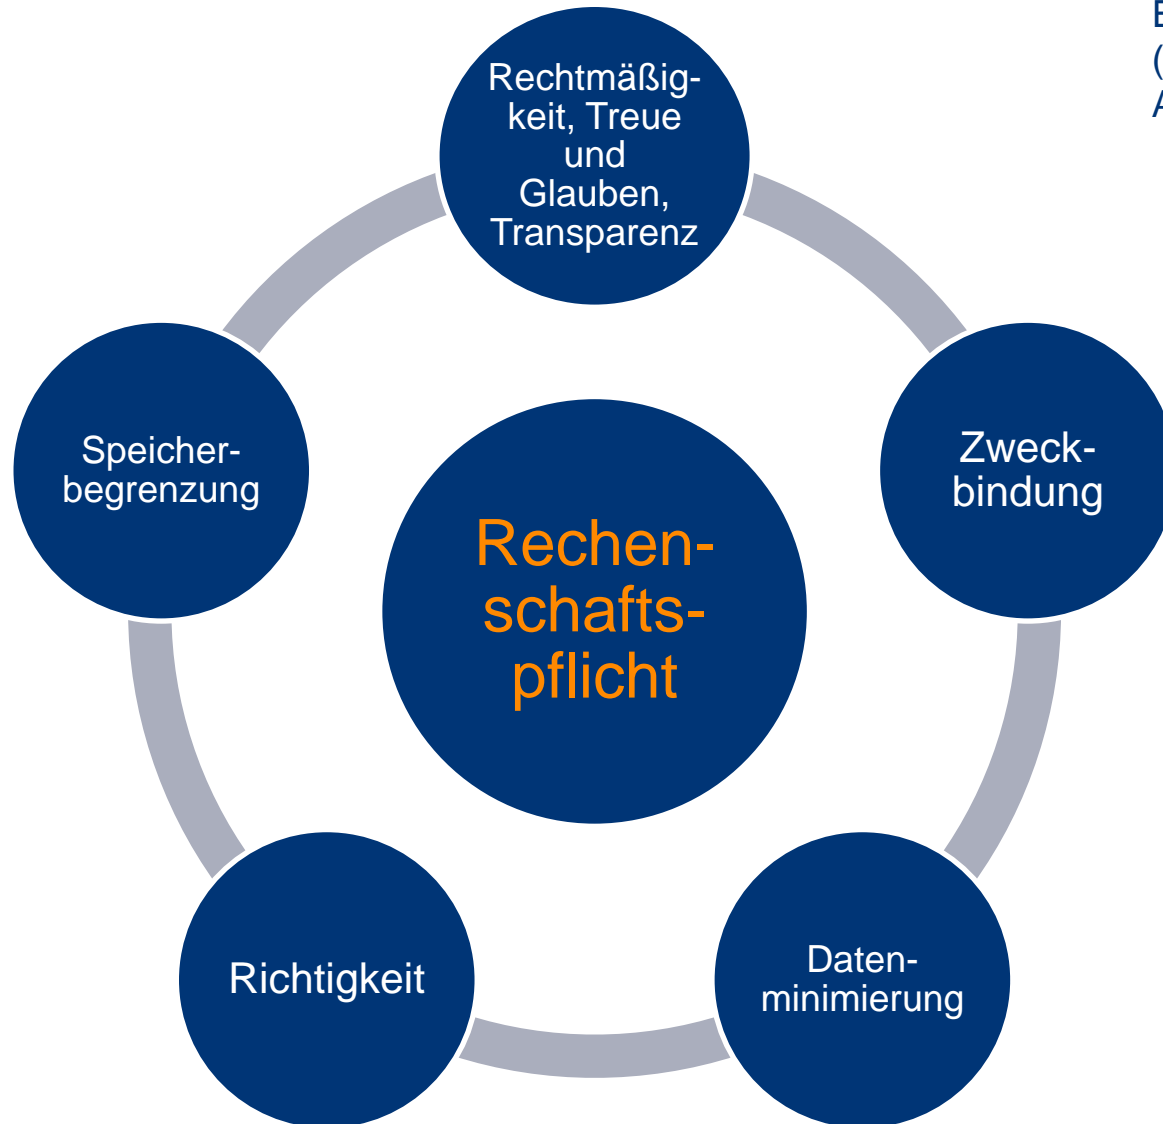 Rechtmäßig-
keit, Treue
und
Glauben,
Transparenz
Zweck-
bindung
Daten-
minimierung
Richtigkeit
Speicher-
begrenzung
Rechen-
schafts-
pflicht